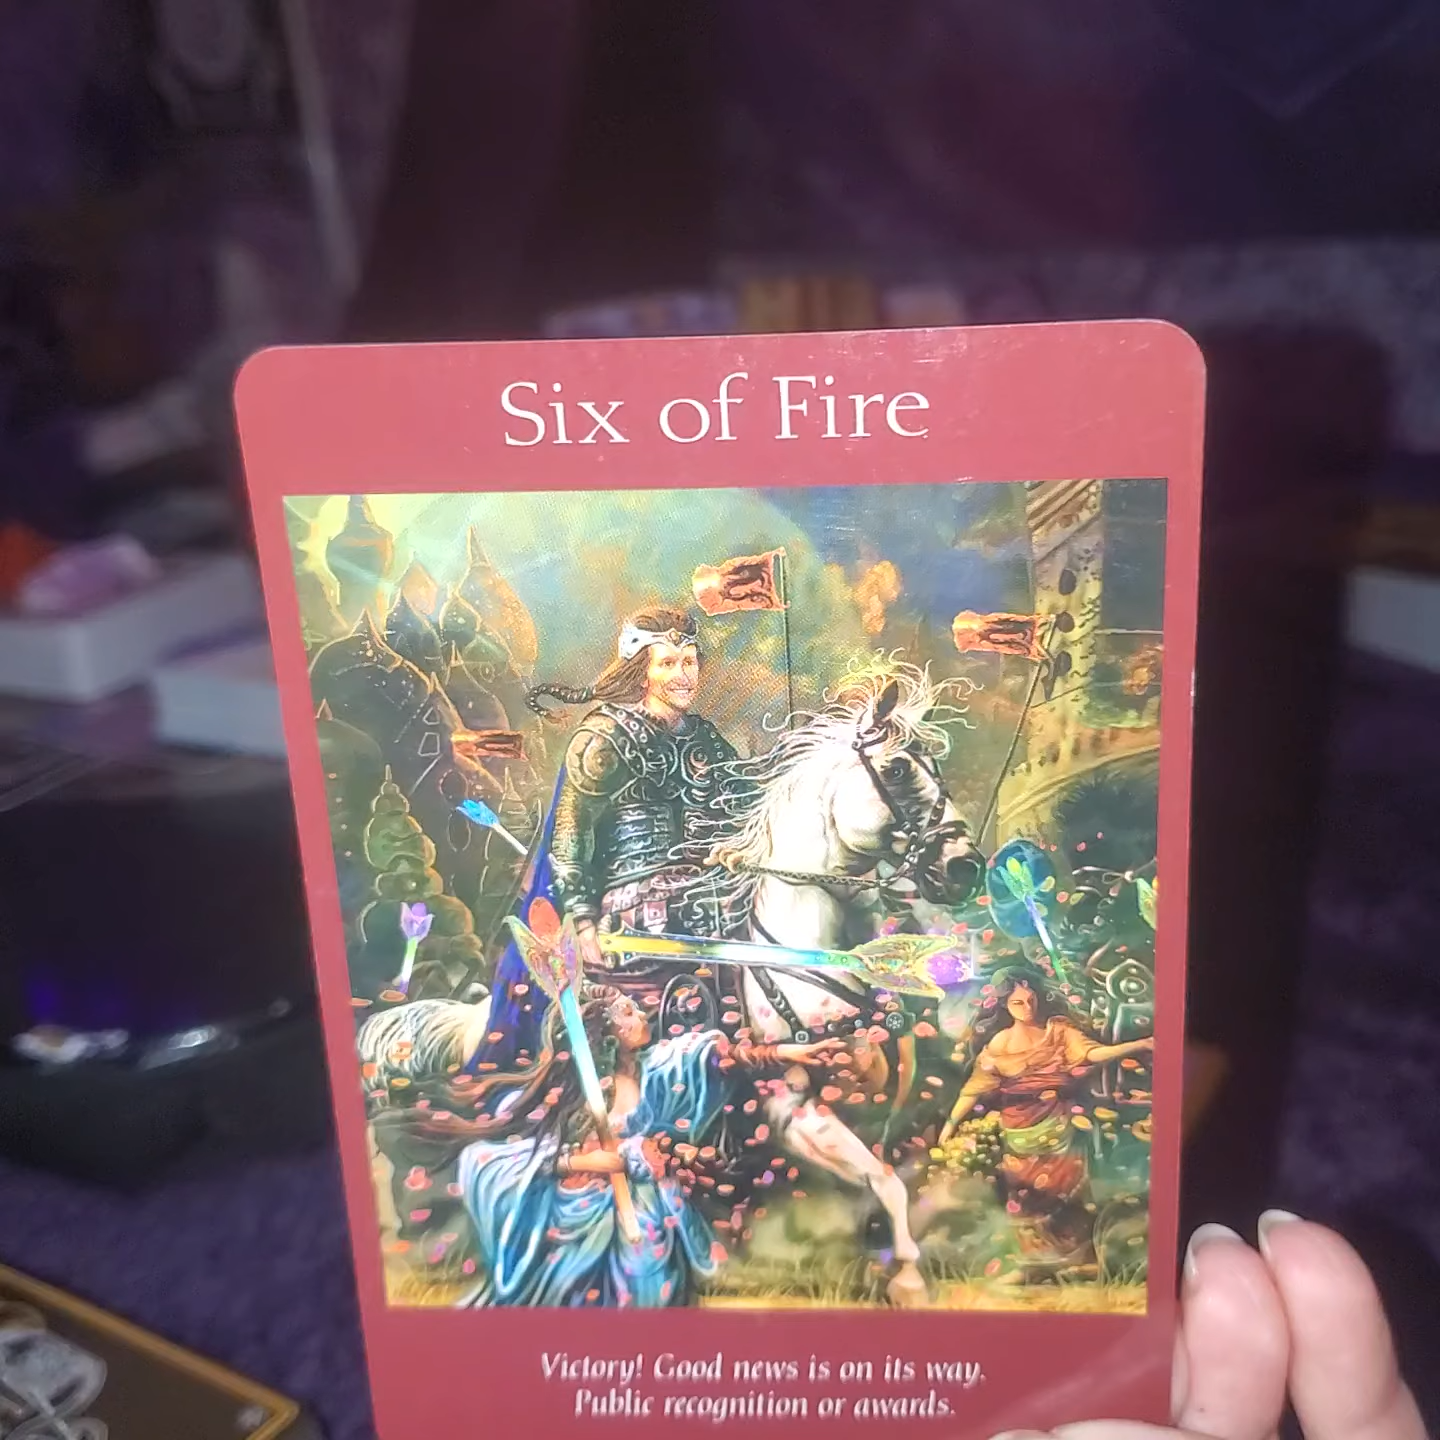 Six of Fire
Victory! Good news is on its way.
Public recognition or awards.